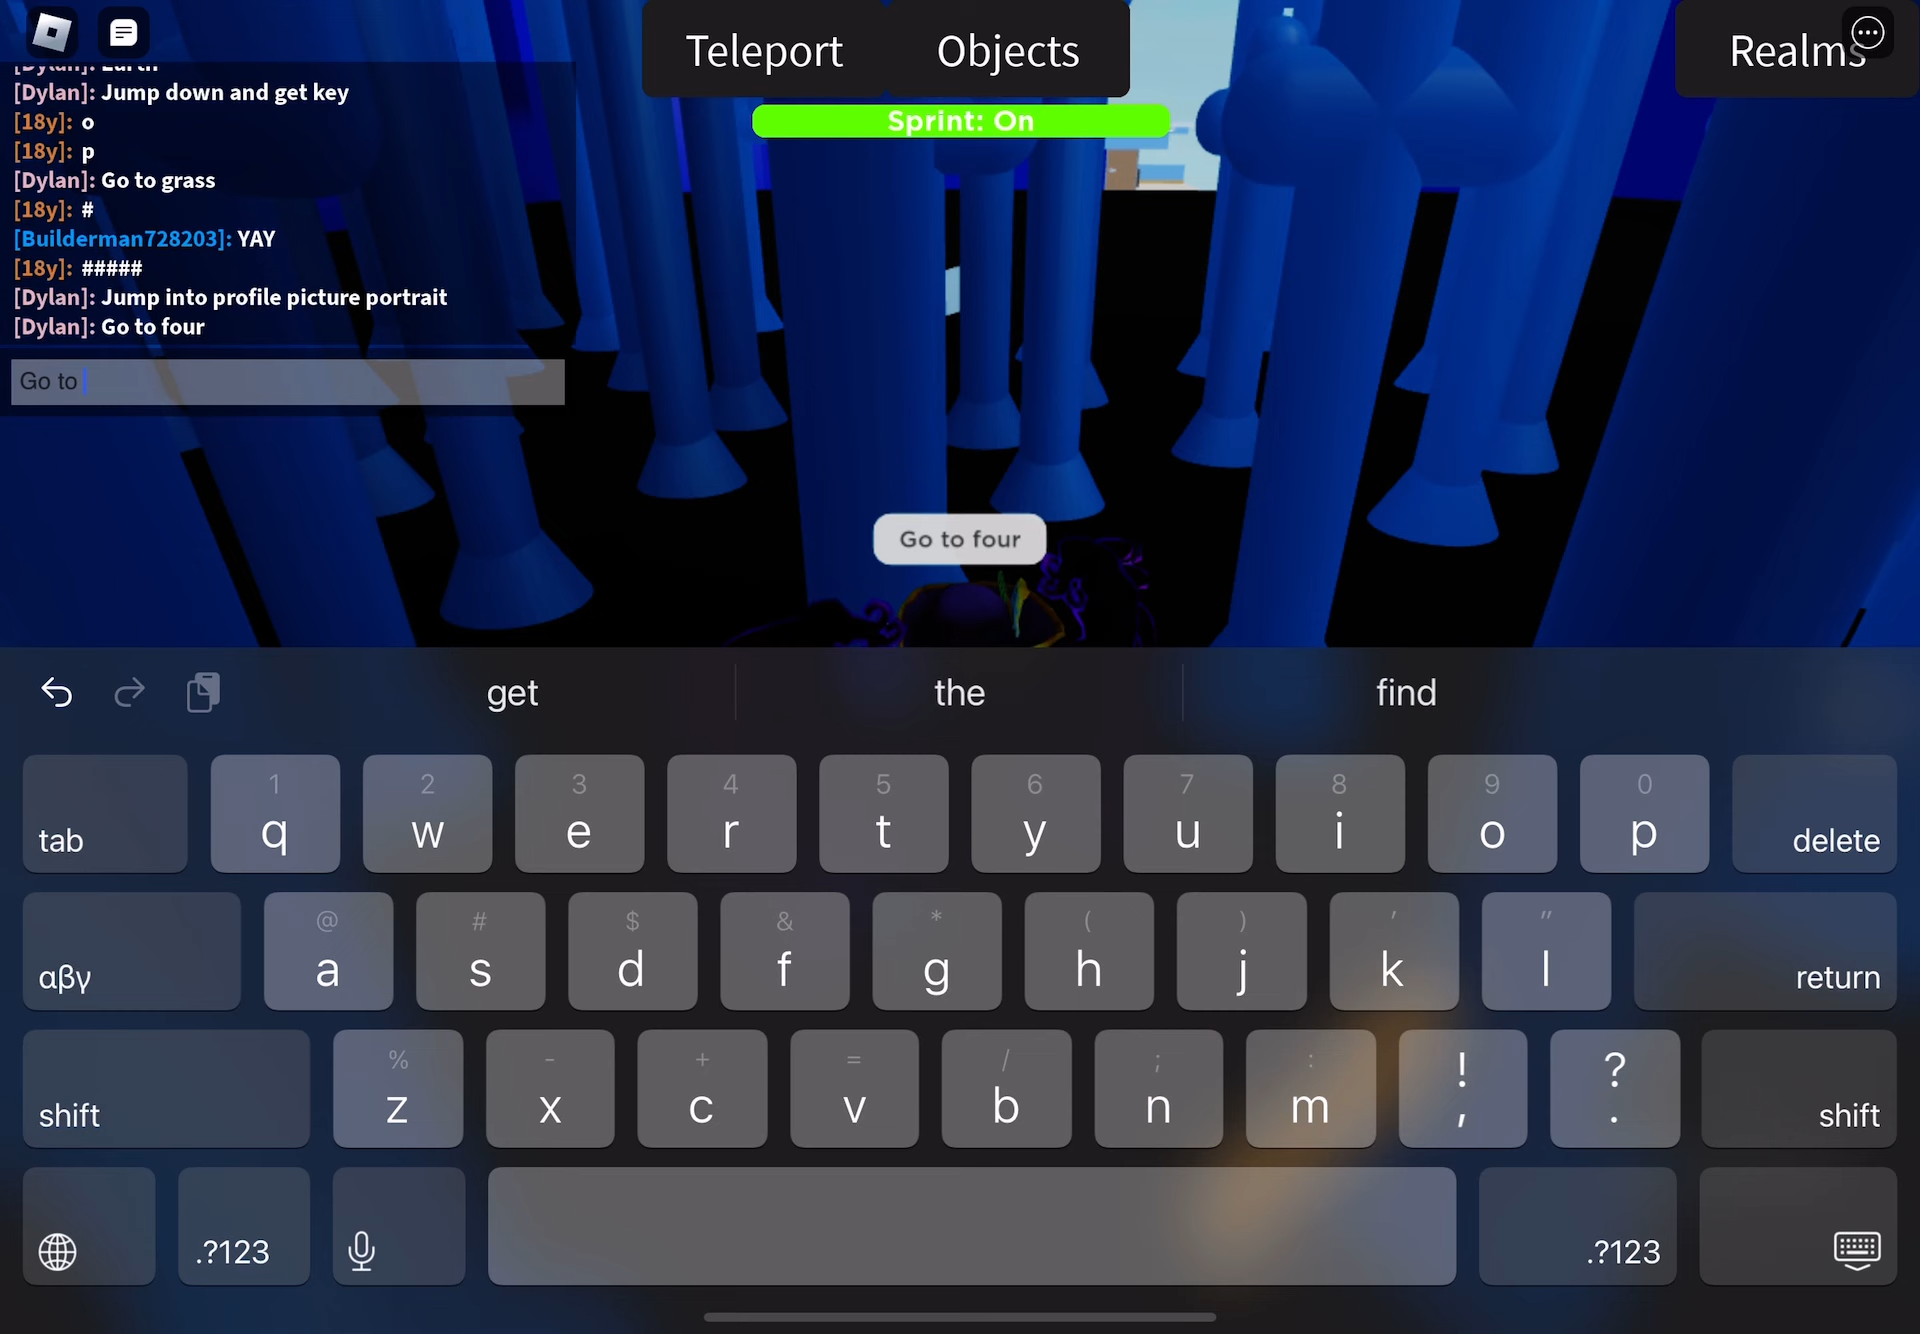 Teleport
Objects
Realms
Sprint: On
[Dylan]: Earth
[Dylan]: Jump down and get key
[18y]: o
[18y]: p
[Dylan]: Go to grass
[18y]: #
[Builderman728203]: YAY
[18y]: #####
[Dylan]: Jump into profile picture portrait
[Dylan]: Go to four
Go to
Go to four
get the find
tab 1 q 2 w 3 e 4 r 5 t 6 y 7 u 8 i 9 o 0 p delete
αβγ @ a # s $ d & f * g ( h ) j ' k " l return
shift % z - x + c = v / b ; n : m ! , ? . shift
.?123 .?123